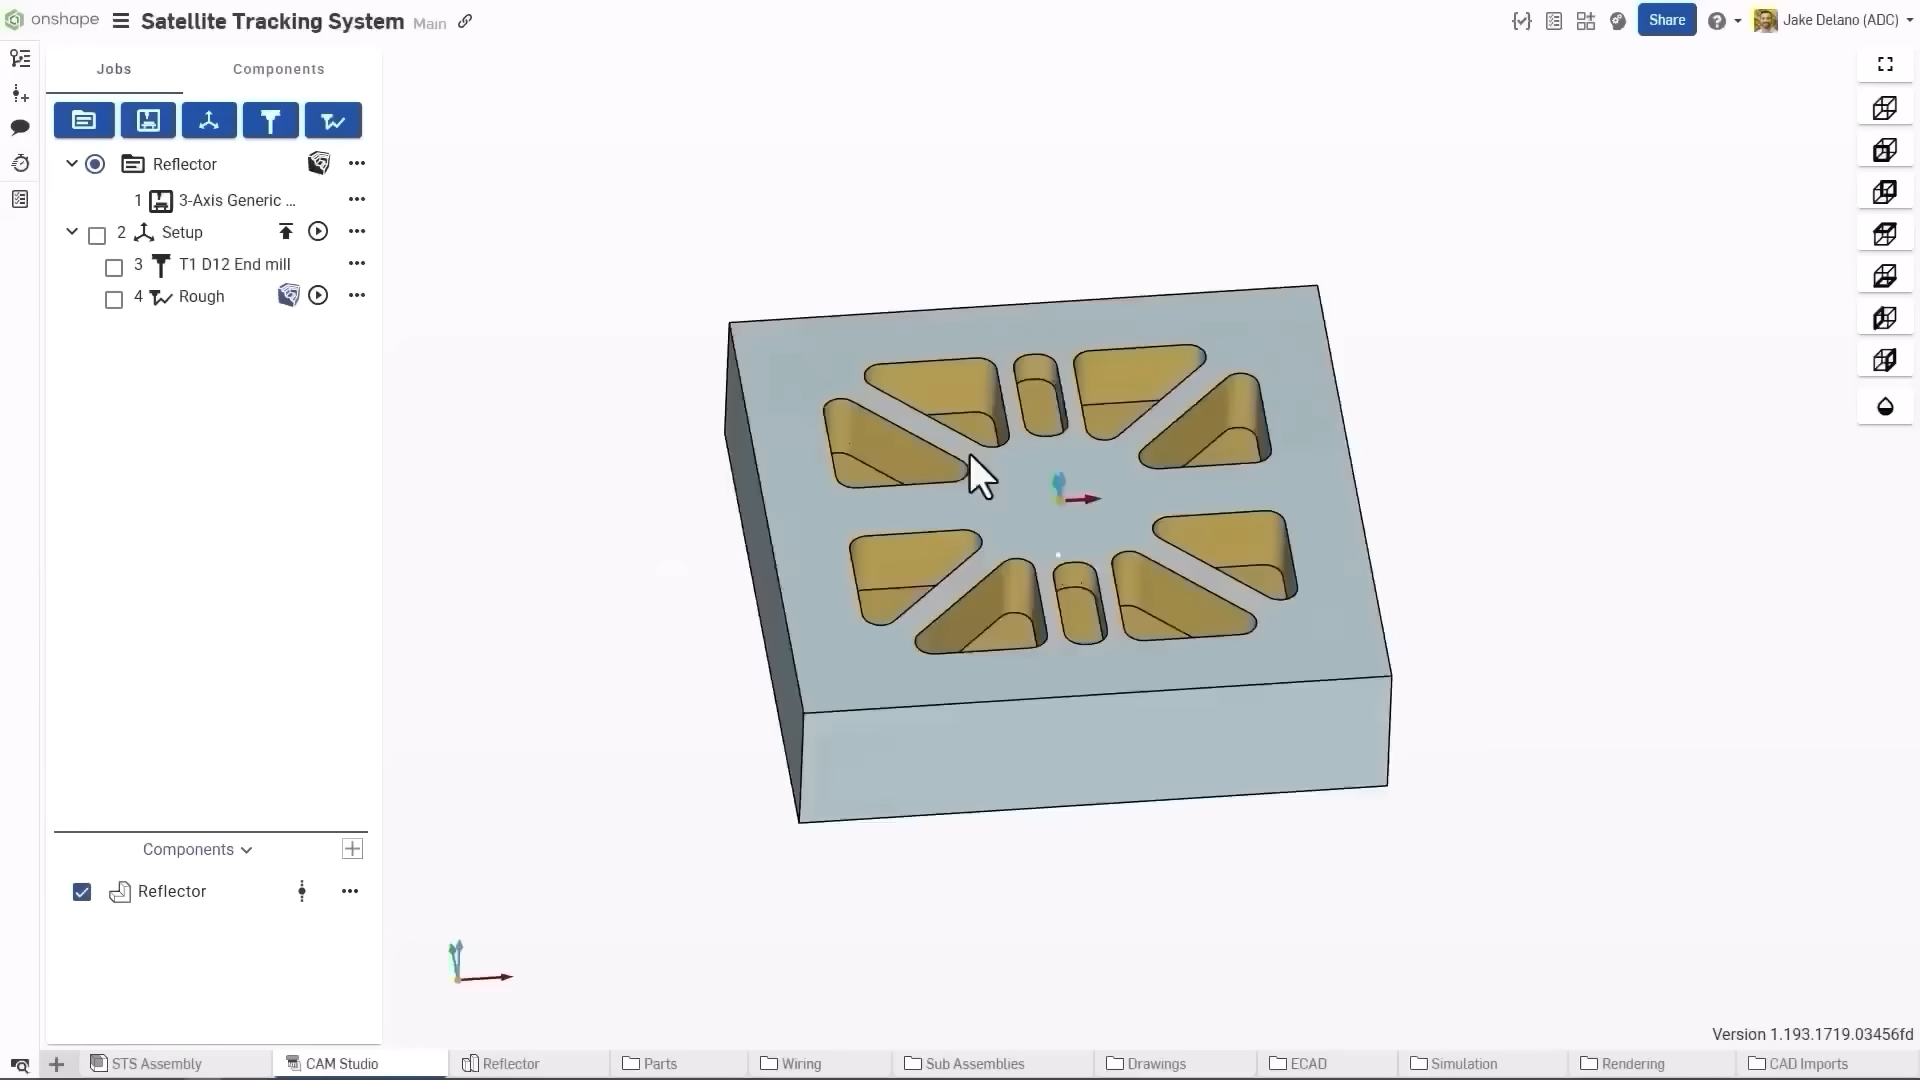 onshape Satellite Tracking System Main Share Jake Delano (ADC)
Jobs Components
Reflector
1 3-Axis Generic ...
2 Setup
3 T1 D12 End mill
4 Rough
Components
Reflector
Version 1.193.1719.03456fd
STS Assembly CAM Studio Reflector Parts Wiring Sub Assemblies Drawings ECAD Simulation Rendering CAD Imports